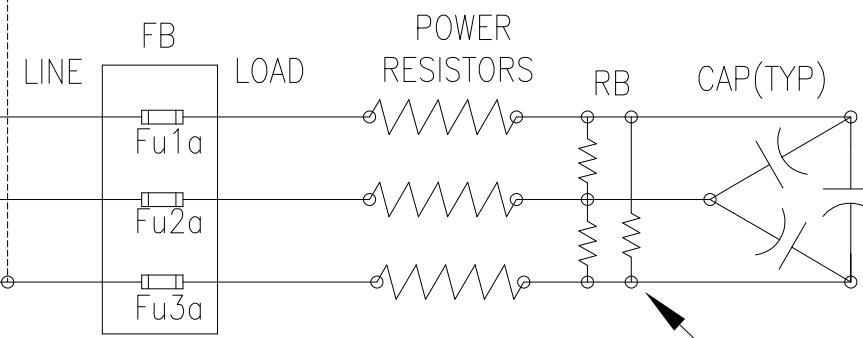 FB
LINE
LOAD
POWER
RESISTORS
RB
CAP(TYP)
Fu1a
Fu2a
Fu3a